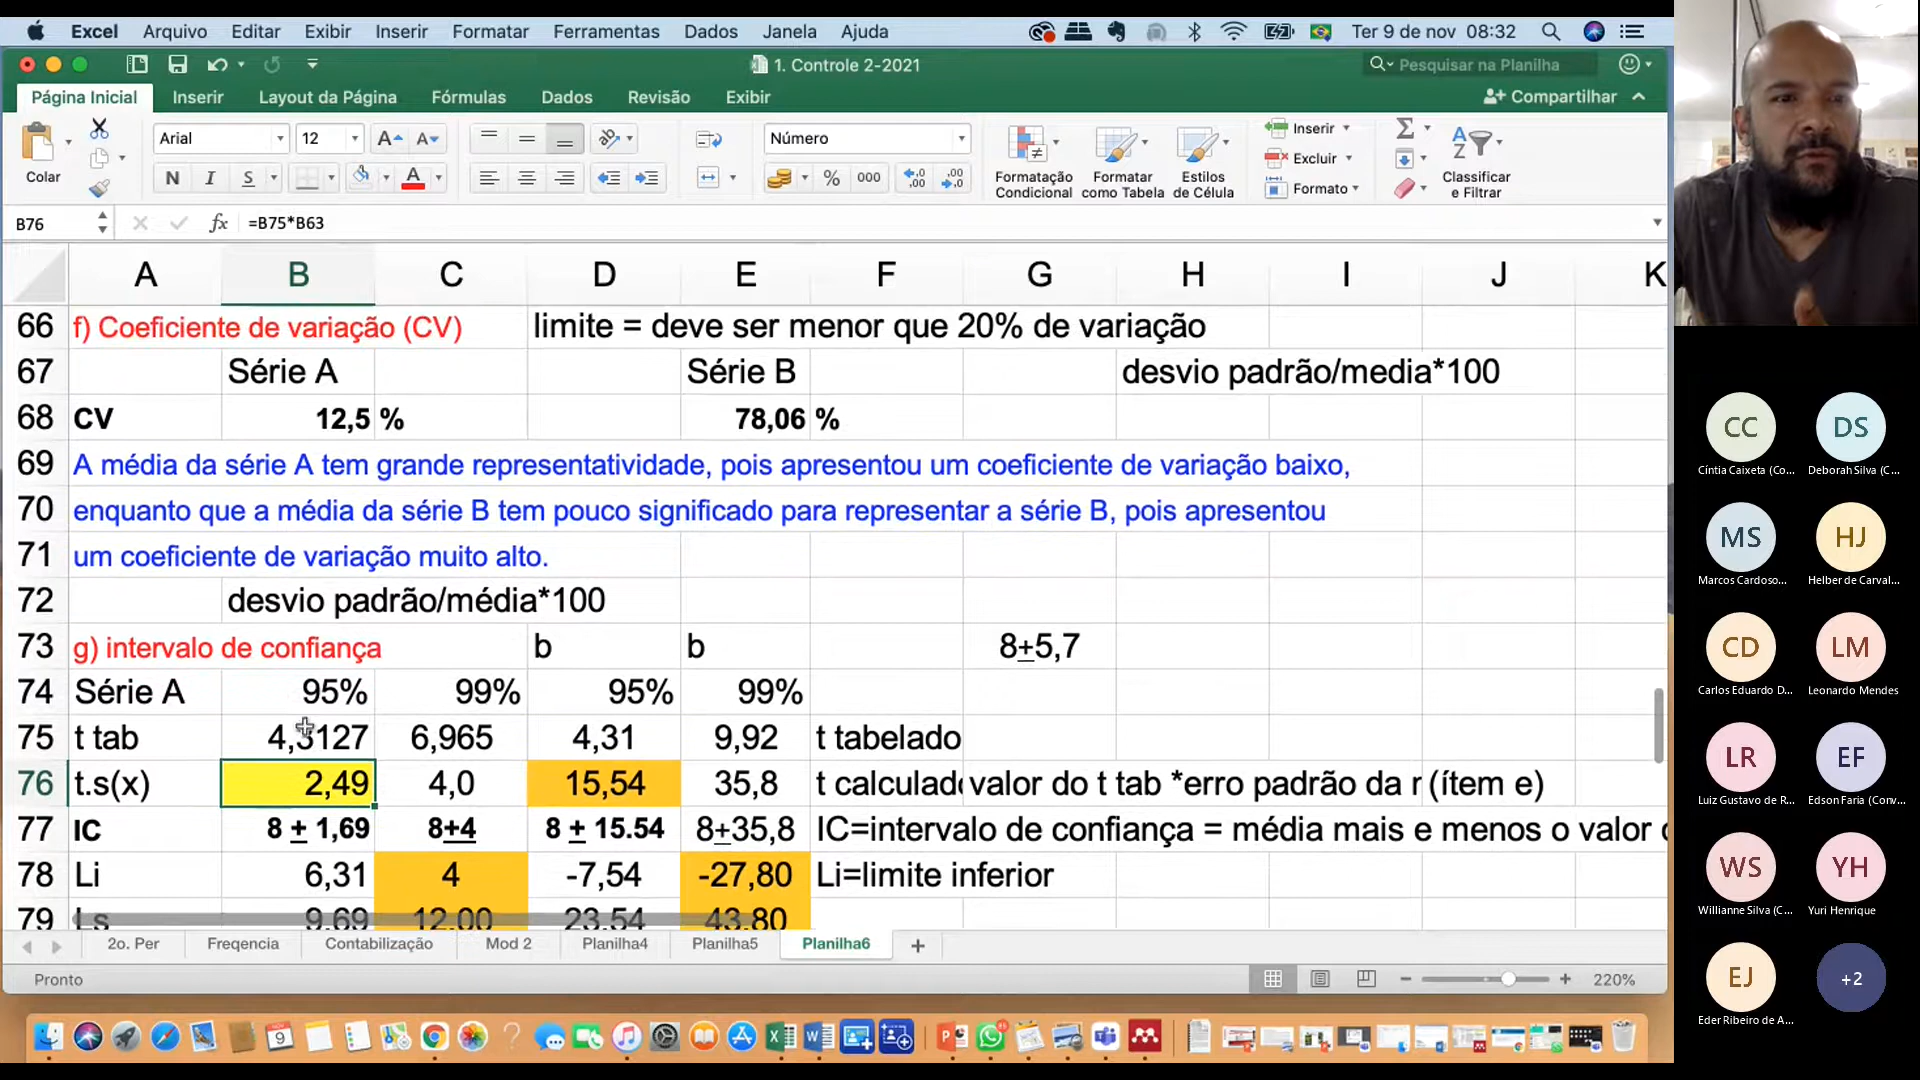 Excel Arquivo Editar Exibir Inserir Formatar Ferramentas Dados Janela Ajuda Ter 9 de nov 08:32
1. Controle 2-2021 Pesquisar na Planilha
Página Inicial Inserir Layout da Página Fórmulas Dados Revisão Exibir Compartilhar
Arial 12 A A Número Inserir
Excluir
Colar N I S A % 000 ,00 ,00 Formatação Condicional Formatar como Tabela Estilos de Célula Formato Classificar e Filtrar
B76 fx =B75*B63
A B C D E F G H I J K
66 f) Coeficiente de variação (CV) limite = deve ser menor que 20% de variação
67 Série A Série B desvio padrão/media*100
68 CV 12,5 % 78,06 %
69 A média da série A tem grande representatividade, pois apresentou um coeficiente de variação baixo,
70 enquanto que a média da série B tem pouco significado para representar a série B, pois apresentou
71 um coeficiente de variação muito alto.
72 desvio padrão/média*100
73 g) intervalo de confiança b b 8+5,7
74 Série A 95% 99% 95% 99%
75 t tab 4,3127 6,965 4,31 9,92 t tabelado
76 t.s(x) 2,49 4,0 15,54 35,8 t calculad valor do t tab *erro padrão da (ítem e)
77 IC 8 + 1,69 8+4 8 + 15.54 8+35,8 IC=intervalo de confiança = média mais e menos o valor
78 Li 6,31 4 -7,54 -27,80 Li=limite inferior
79 Ls 9,69 12,00 23,54 43,80
2o. Per Freqencia Contabilização Mod 2 Planilha4 Planilha5 Planilha6 +
Pronto 220%
CC DS
Cíntia Caixeta (Co... Deborah Silva (C...
MS HJ
Marcos Cardoso... Helber de Carval...
CD LM
Carlos Eduardo D... Leonardo Mendes
LR EF
Luiz Gustavo de R... Edson Faria (Conv...
WS YH
Willianne Silva (C... Yuri Henrique
EJ +2
Eder Ribeiro de A...